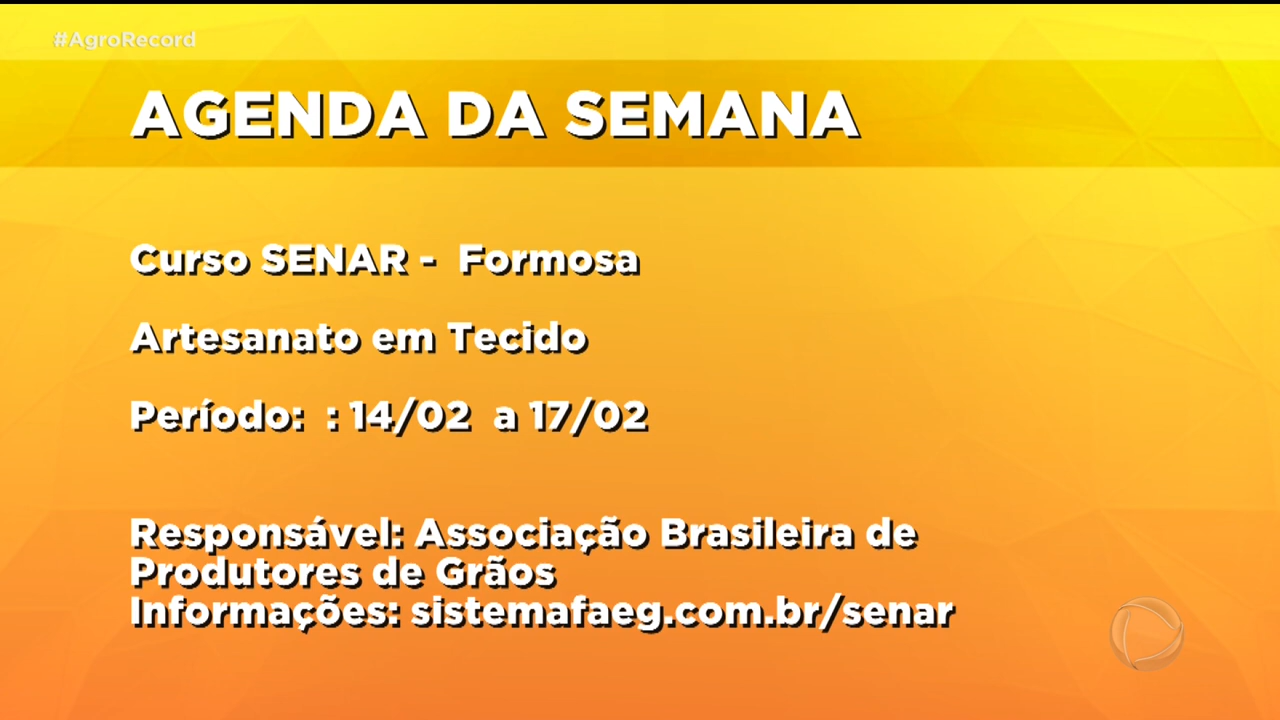 #AgroRecord
AGENDA DA SEMANA
Curso SENAR - Formosa
Artesanato em Tecido
Período: : 14/02 a 17/02
Responsável: Associação Brasileira de
Produtores de Grãos
Informações: sistemafaeg.com.br/senar